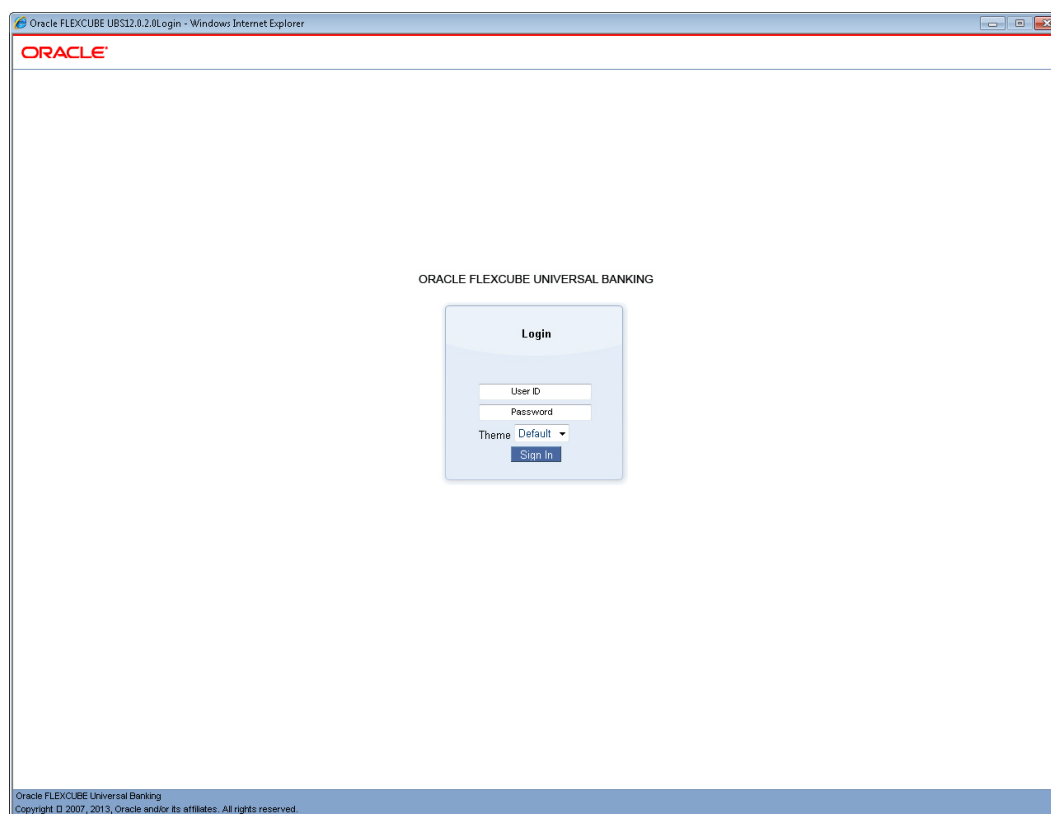 Oracle FLEXCUBE UBS12.0.2.0Login - Windows Internet Explorer
ORACLE
ORACLE FLEXCUBE UNIVERSAL BANKING
Login
User ID
Password
Theme Default
Sign In
Oracle FLEXCUBE Universal Banking
Copyright □ 2007, 2013, Oracle and/or its affiliates. All rights reserved.